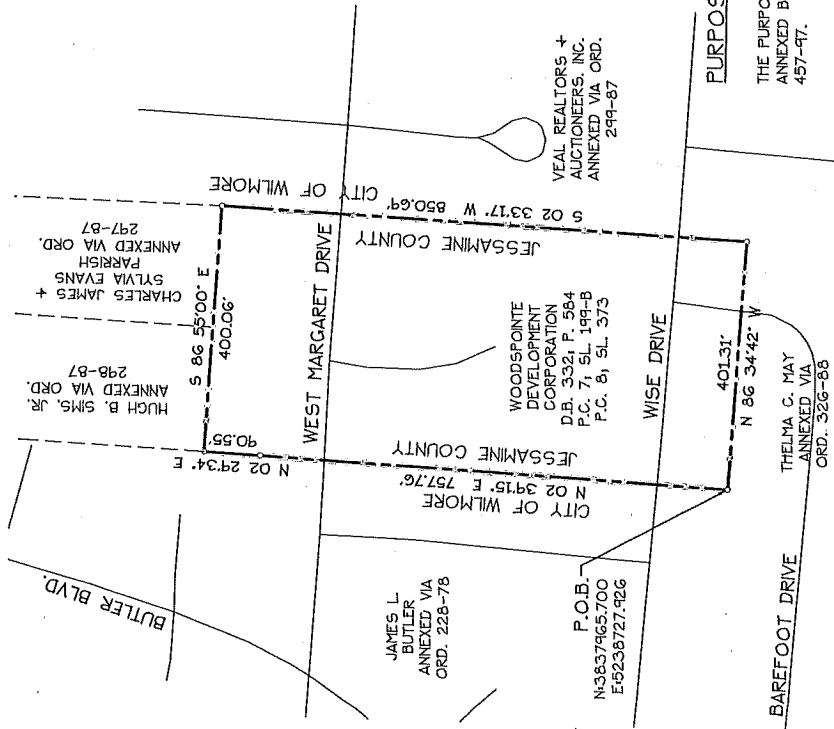 HUGH B. SIMS, JR.
ANNEXED VIA ORD.
298-87
CHARLES JAMES +
SYLVIA EVANS
PARRISH
ANNEXED VIA ORD.
297-87
S 86 55'00" E
400.06'
N 02 29'34" E
90.55'
BUTLER BLVD.
WEST MARGARET DRIVE
CITY OF WILMORE
S 02 33'17" W 850.64'
JESSAMINE COUNTY
VEAL REALTORS +
AUCTIONEERS, INC.
ANNEXED VIA ORD.
299-87
WOODSPOINTE
DEVELOPMENT
CORPORATION
D.B. 332, P. 584
P.C. 7, SL. 199-B
P.C. 8, SL. 373
JESSAMINE COUNTY
N 02 39'15" E 757.76'
CITY OF WILMORE
JAMES L.
BUTLER
ANNEXED VIA
ORD. 228-78
WISE DRIVE
401.31'
N 86 34'42" W
P.O.B.
N:3837965.700
E:5238727.926
THELMA C. MAY
ANNEXED VIA
ORD. 326-88
BAREFOOT DRIVE
PURPOS
THE PURPO
ANNEXED B
457-97.